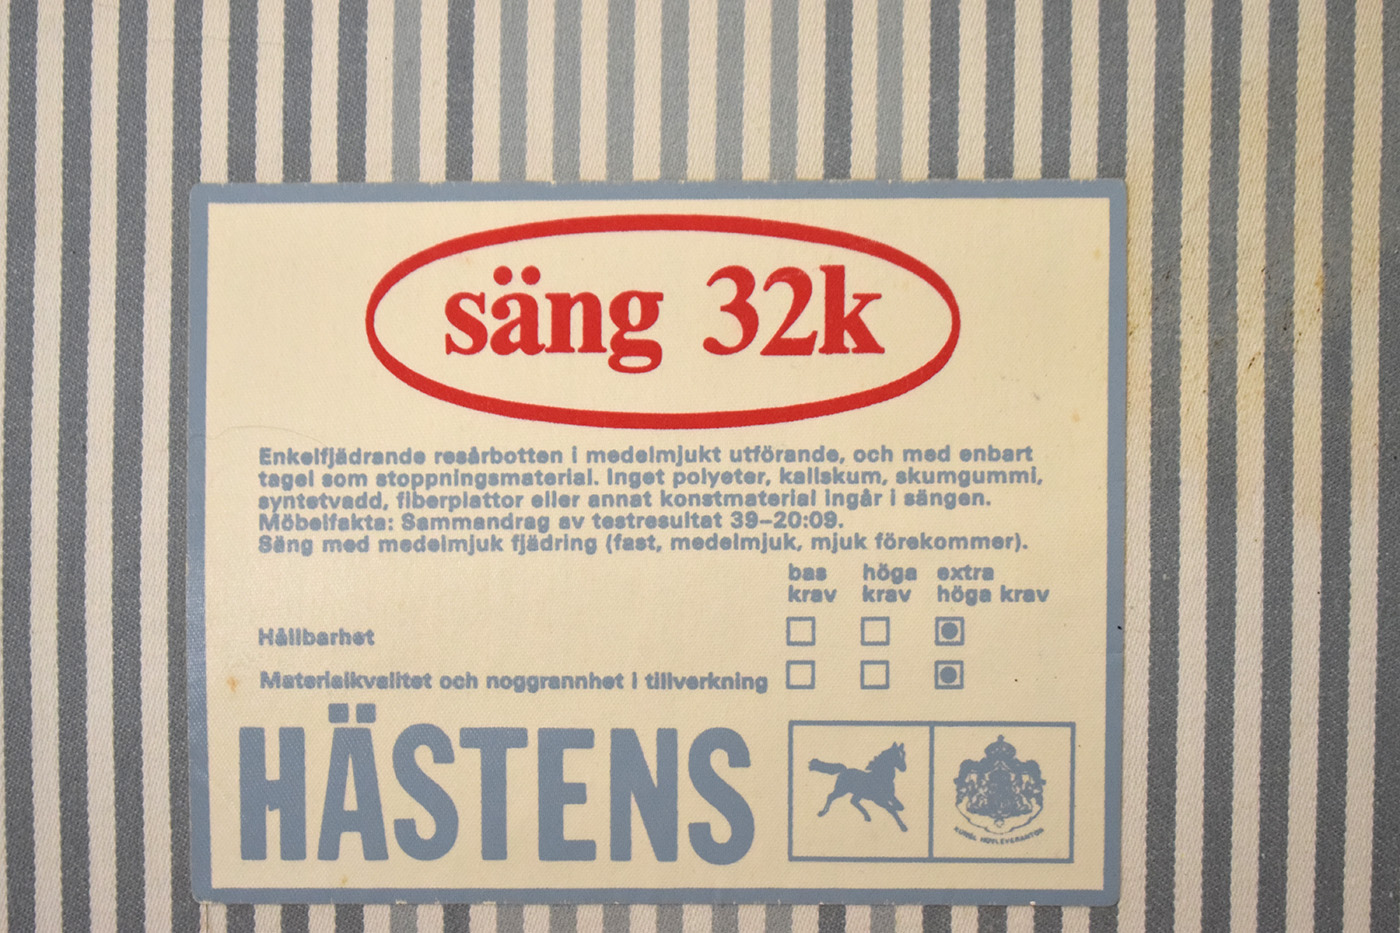 säng 32k
Enkelfjädrande resårbotten i medelmjukt utförande, och med enbart
tagel som stoppningsmaterial. Inget polyeter, kallskum, skumgummi,
syntetvadd, fiberplattor eller annat konstmaterial ingår i sängen.
Möbelfakta: Sammandrag av testresultat 39–20:09.
Säng med medelmjuk fjädring (fast, medelmjuk, mjuk förekommer).
bas höga extra
krav krav höga krav
Hållbarhet
Materialkvalitet och noggrannhet i tillverkning
HÄSTENS
KUNGL HOVLEVERANTÖR